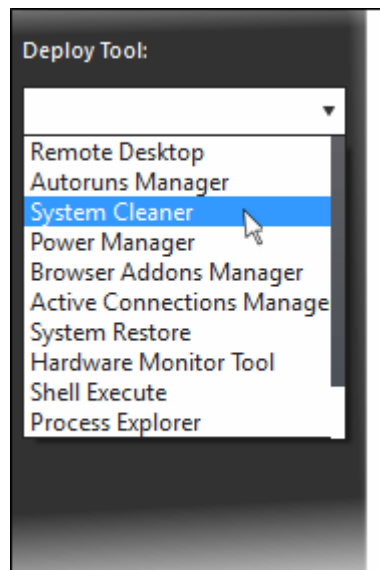 Deploy Tool:
Remote Desktop
Autoruns Manager
System Cleaner
Power Manager
Browser Addons Manager
Active Connections Manage
System Restore
Hardware Monitor Tool
Shell Execute
Process Explorer